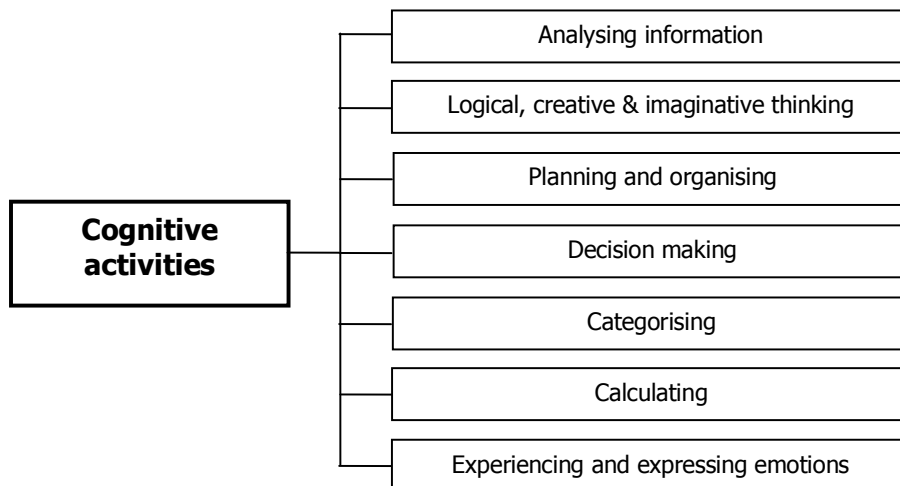 Analysing information
Logical, creative & imaginative thinking
Planning and organising
Cognitive
activities
Decision making
Categorising
Calculating
Experiencing and expressing emotions